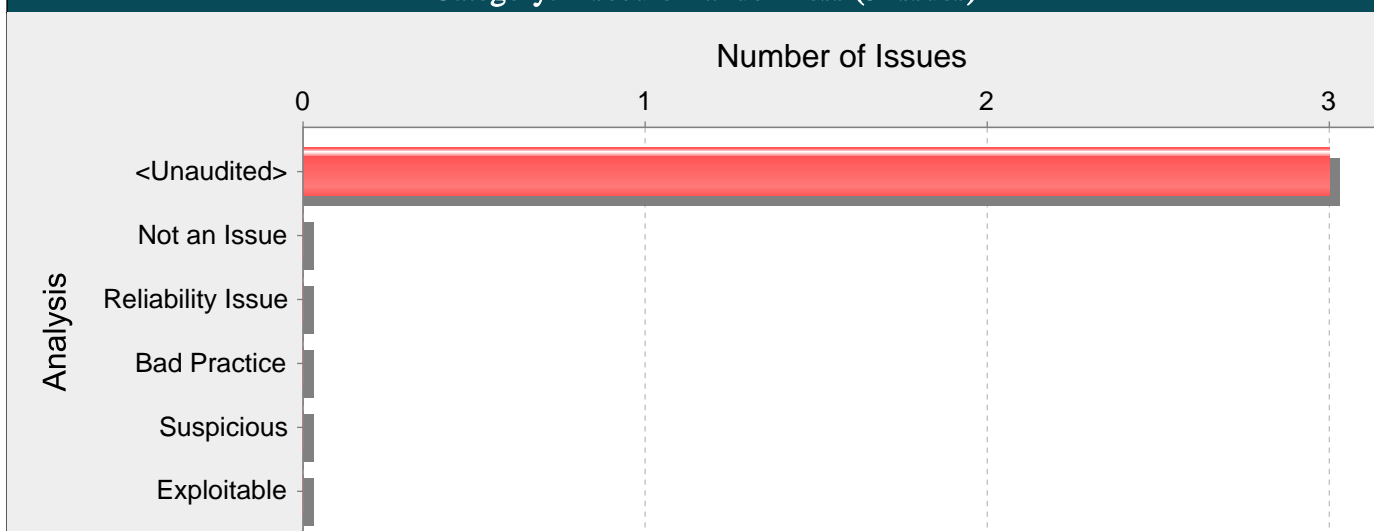 Number of Issues
0 1 2 3
<Unaudited>
Not an Issue
Reliability Issue
Bad Practice
Suspicious
Exploitable
Analysis